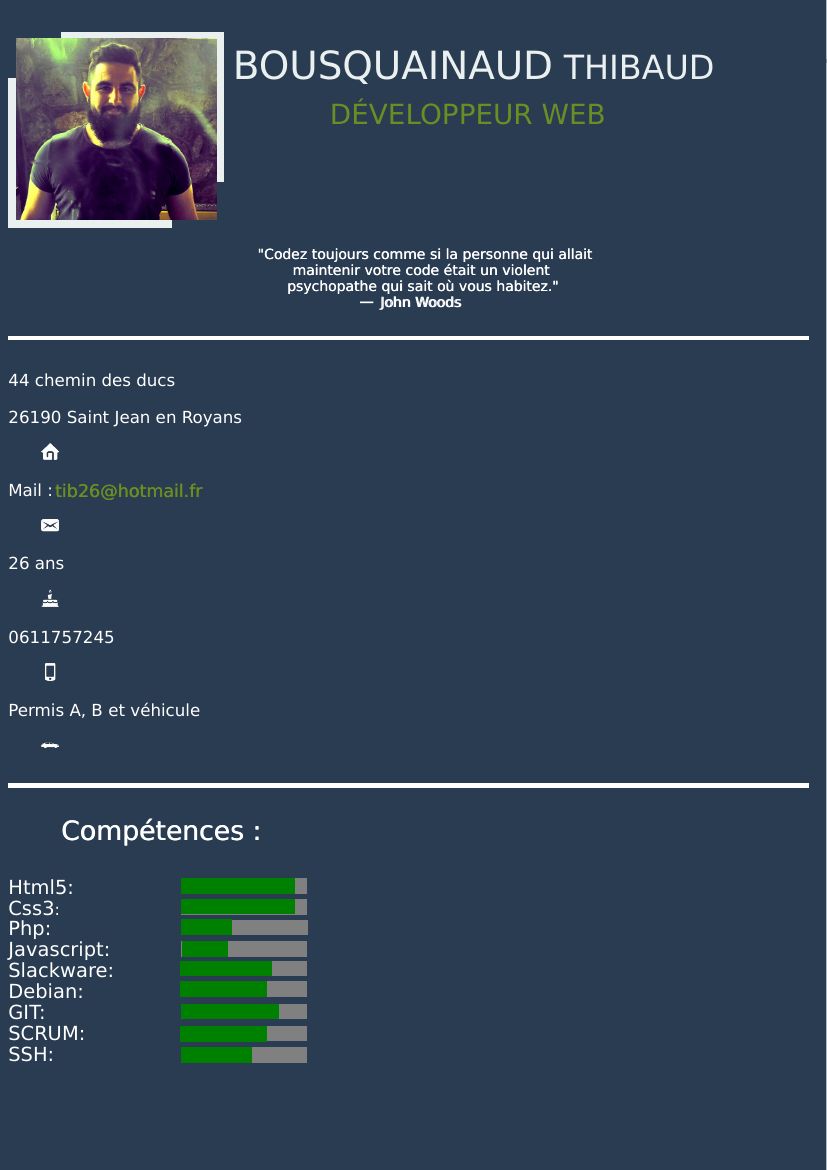 BOUSQUAINAUD THIBAUD
DÉVELOPPEUR WEB
"Codez toujours comme si la personne qui allait
maintenir votre code était un violent
psychopathe qui sait où vous habitez."
— John Woods
44 chemin des ducs
26190 Saint Jean en Royans
Mail : tib26@hotmail.fr
26 ans
0611757245
Permis A, B et véhicule
Compétences :
Html5:
Css3:
Php:
Javascript:
Slackware:
Debian:
GIT:
SCRUM:
SSH: